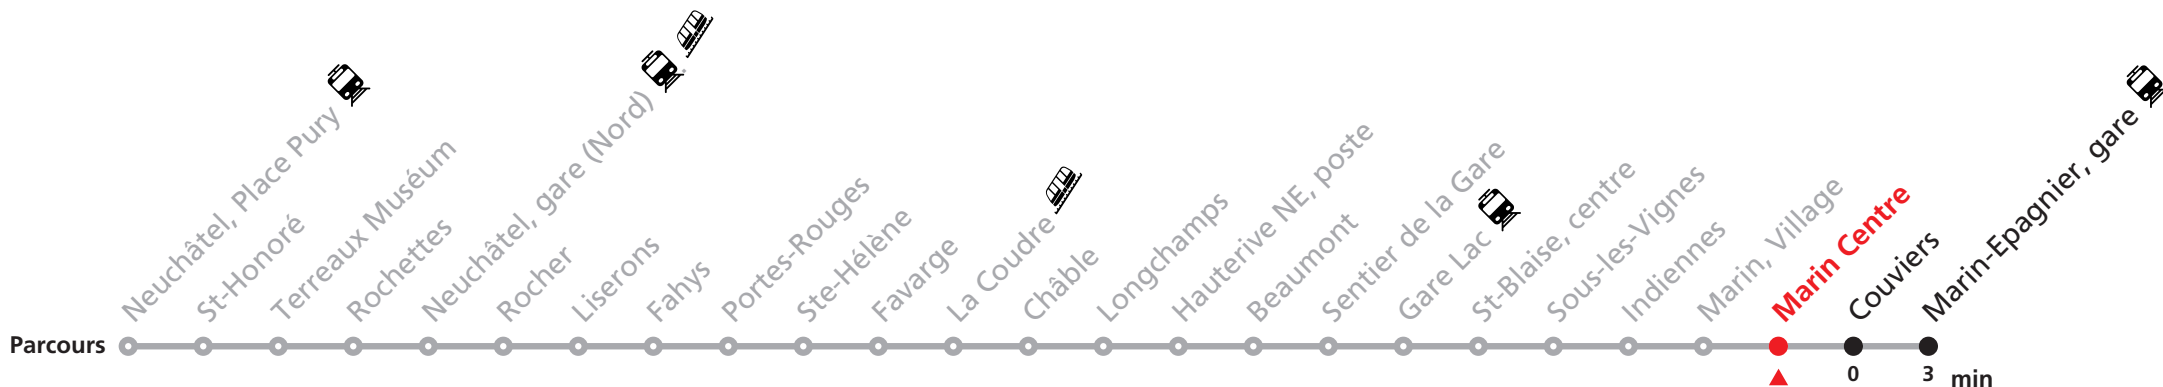 Neuchâtel, Place Pury
St-Honoré
Terreaux Muséum
Rochettes
Neuchâtel, gare (Nord)
Rocher
Liserons
Fahys
Portes-Rouges
Ste-Hélène
Favarge
La Coudre
Châble
Longchamps
Hauterive NE, poste
Beaumont
Sentier de la Gare
Gare Lac
St-Blaise, centre
Sous-les-Vignes
Indiennes
Marin, Village
Marin Centre
Couviers
Marin-Epagnier, gare
Parcours
0 3 min